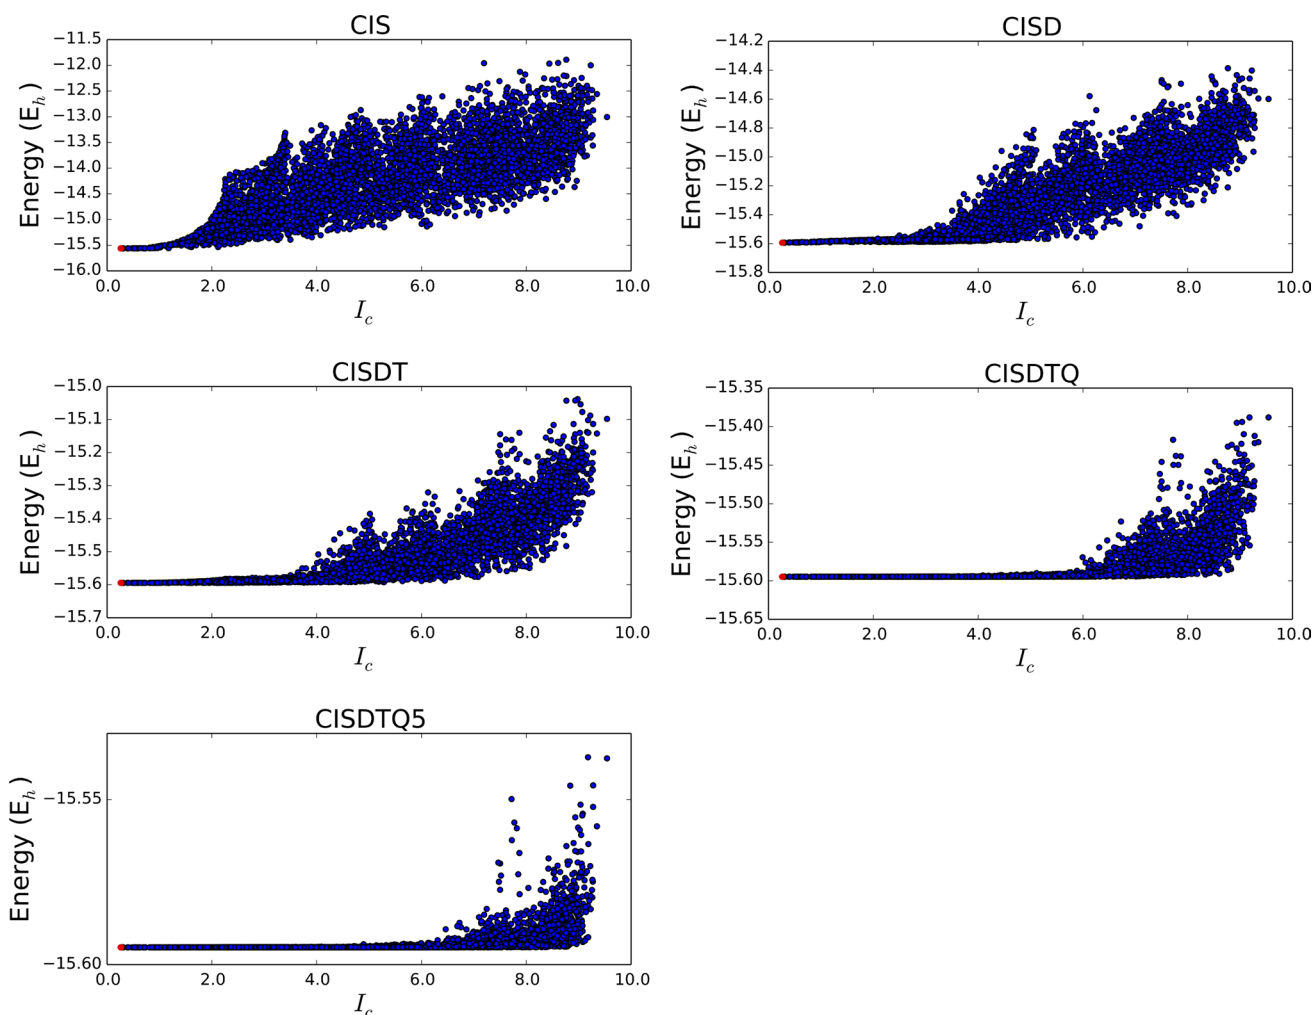 CIS
Energy (E_h)
−11.5
−12.0
−12.5
−13.0
−13.5
−14.0
−14.5
−15.0
−15.5
−16.0
0.0 2.0 4.0 6.0 8.0 10.0
I_c
CISD
Energy (E_h)
−14.2
−14.4
−14.6
−14.8
−15.0
−15.2
−15.4
−15.6
−15.8
0.0 2.0 4.0 6.0 8.0 10.0
I_c
CISDT
Energy (E_h)
−15.0
−15.1
−15.2
−15.3
−15.4
−15.5
−15.6
−15.7
0.0 2.0 4.0 6.0 8.0 10.0
I_c
CISDTQ
Energy (E_h)
−15.35
−15.40
−15.45
−15.50
−15.55
−15.60
−15.65
0.0 2.0 4.0 6.0 8.0 10.0
I_c
CISDTQ5
Energy (E_h)
−15.55
−15.60
0.0 2.0 4.0 6.0 8.0 10.0
I_c